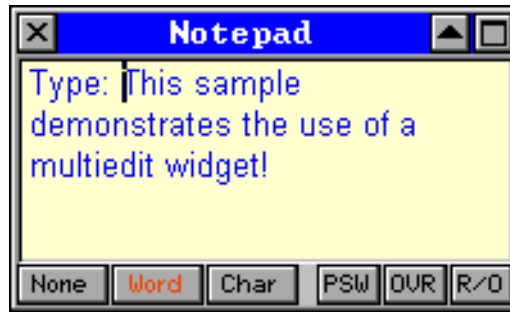 Notepad
Type: This sample
demonstrates the use of a
multiedit widget!
None Word Char PSW OVR R/O